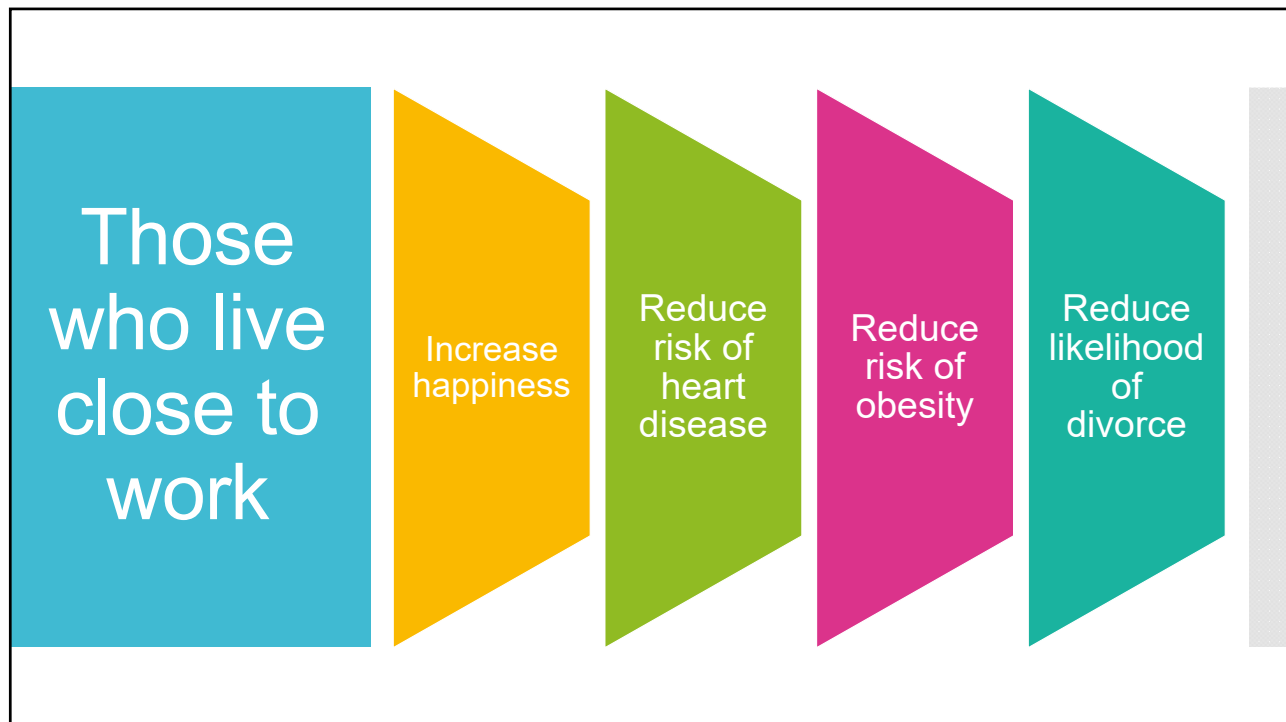 Those
who live
close to
work
Increase
happiness
Reduce
risk of
heart
disease
Reduce
risk of
obesity
Reduce
likelihood
of
divorce